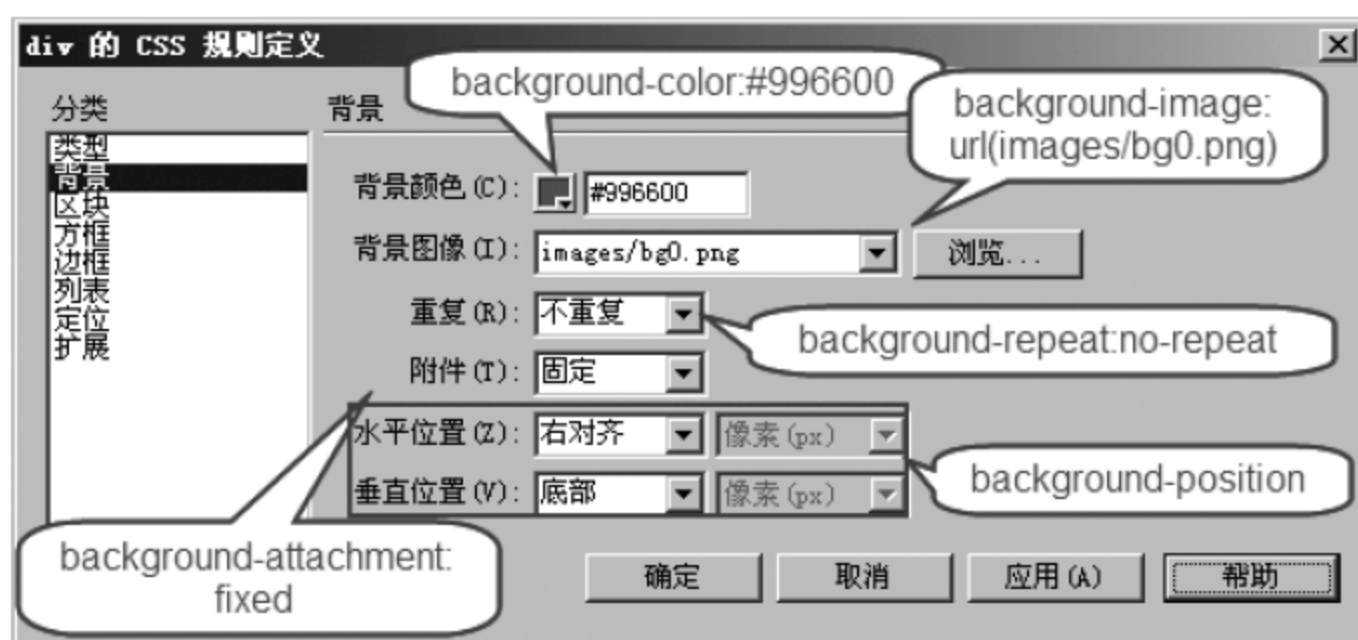 div 的 CSS 规则定义
background-color:#996600
background-image:
url(images/bg0.png)
分类
类型
背景
区块
方框
边框
列表
定位
扩展
背景
背景颜色(C): #996600
背景图像(I): images/bg0.png 浏览...
重复(R): 不重复
background-repeat:no-repeat
附件(T): 固定
水平位置(Z): 右对齐 像素(px)
垂直位置(V): 底部 像素(px)
background-position
background-attachment:
fixed
确定 取消 应用(A) 帮助